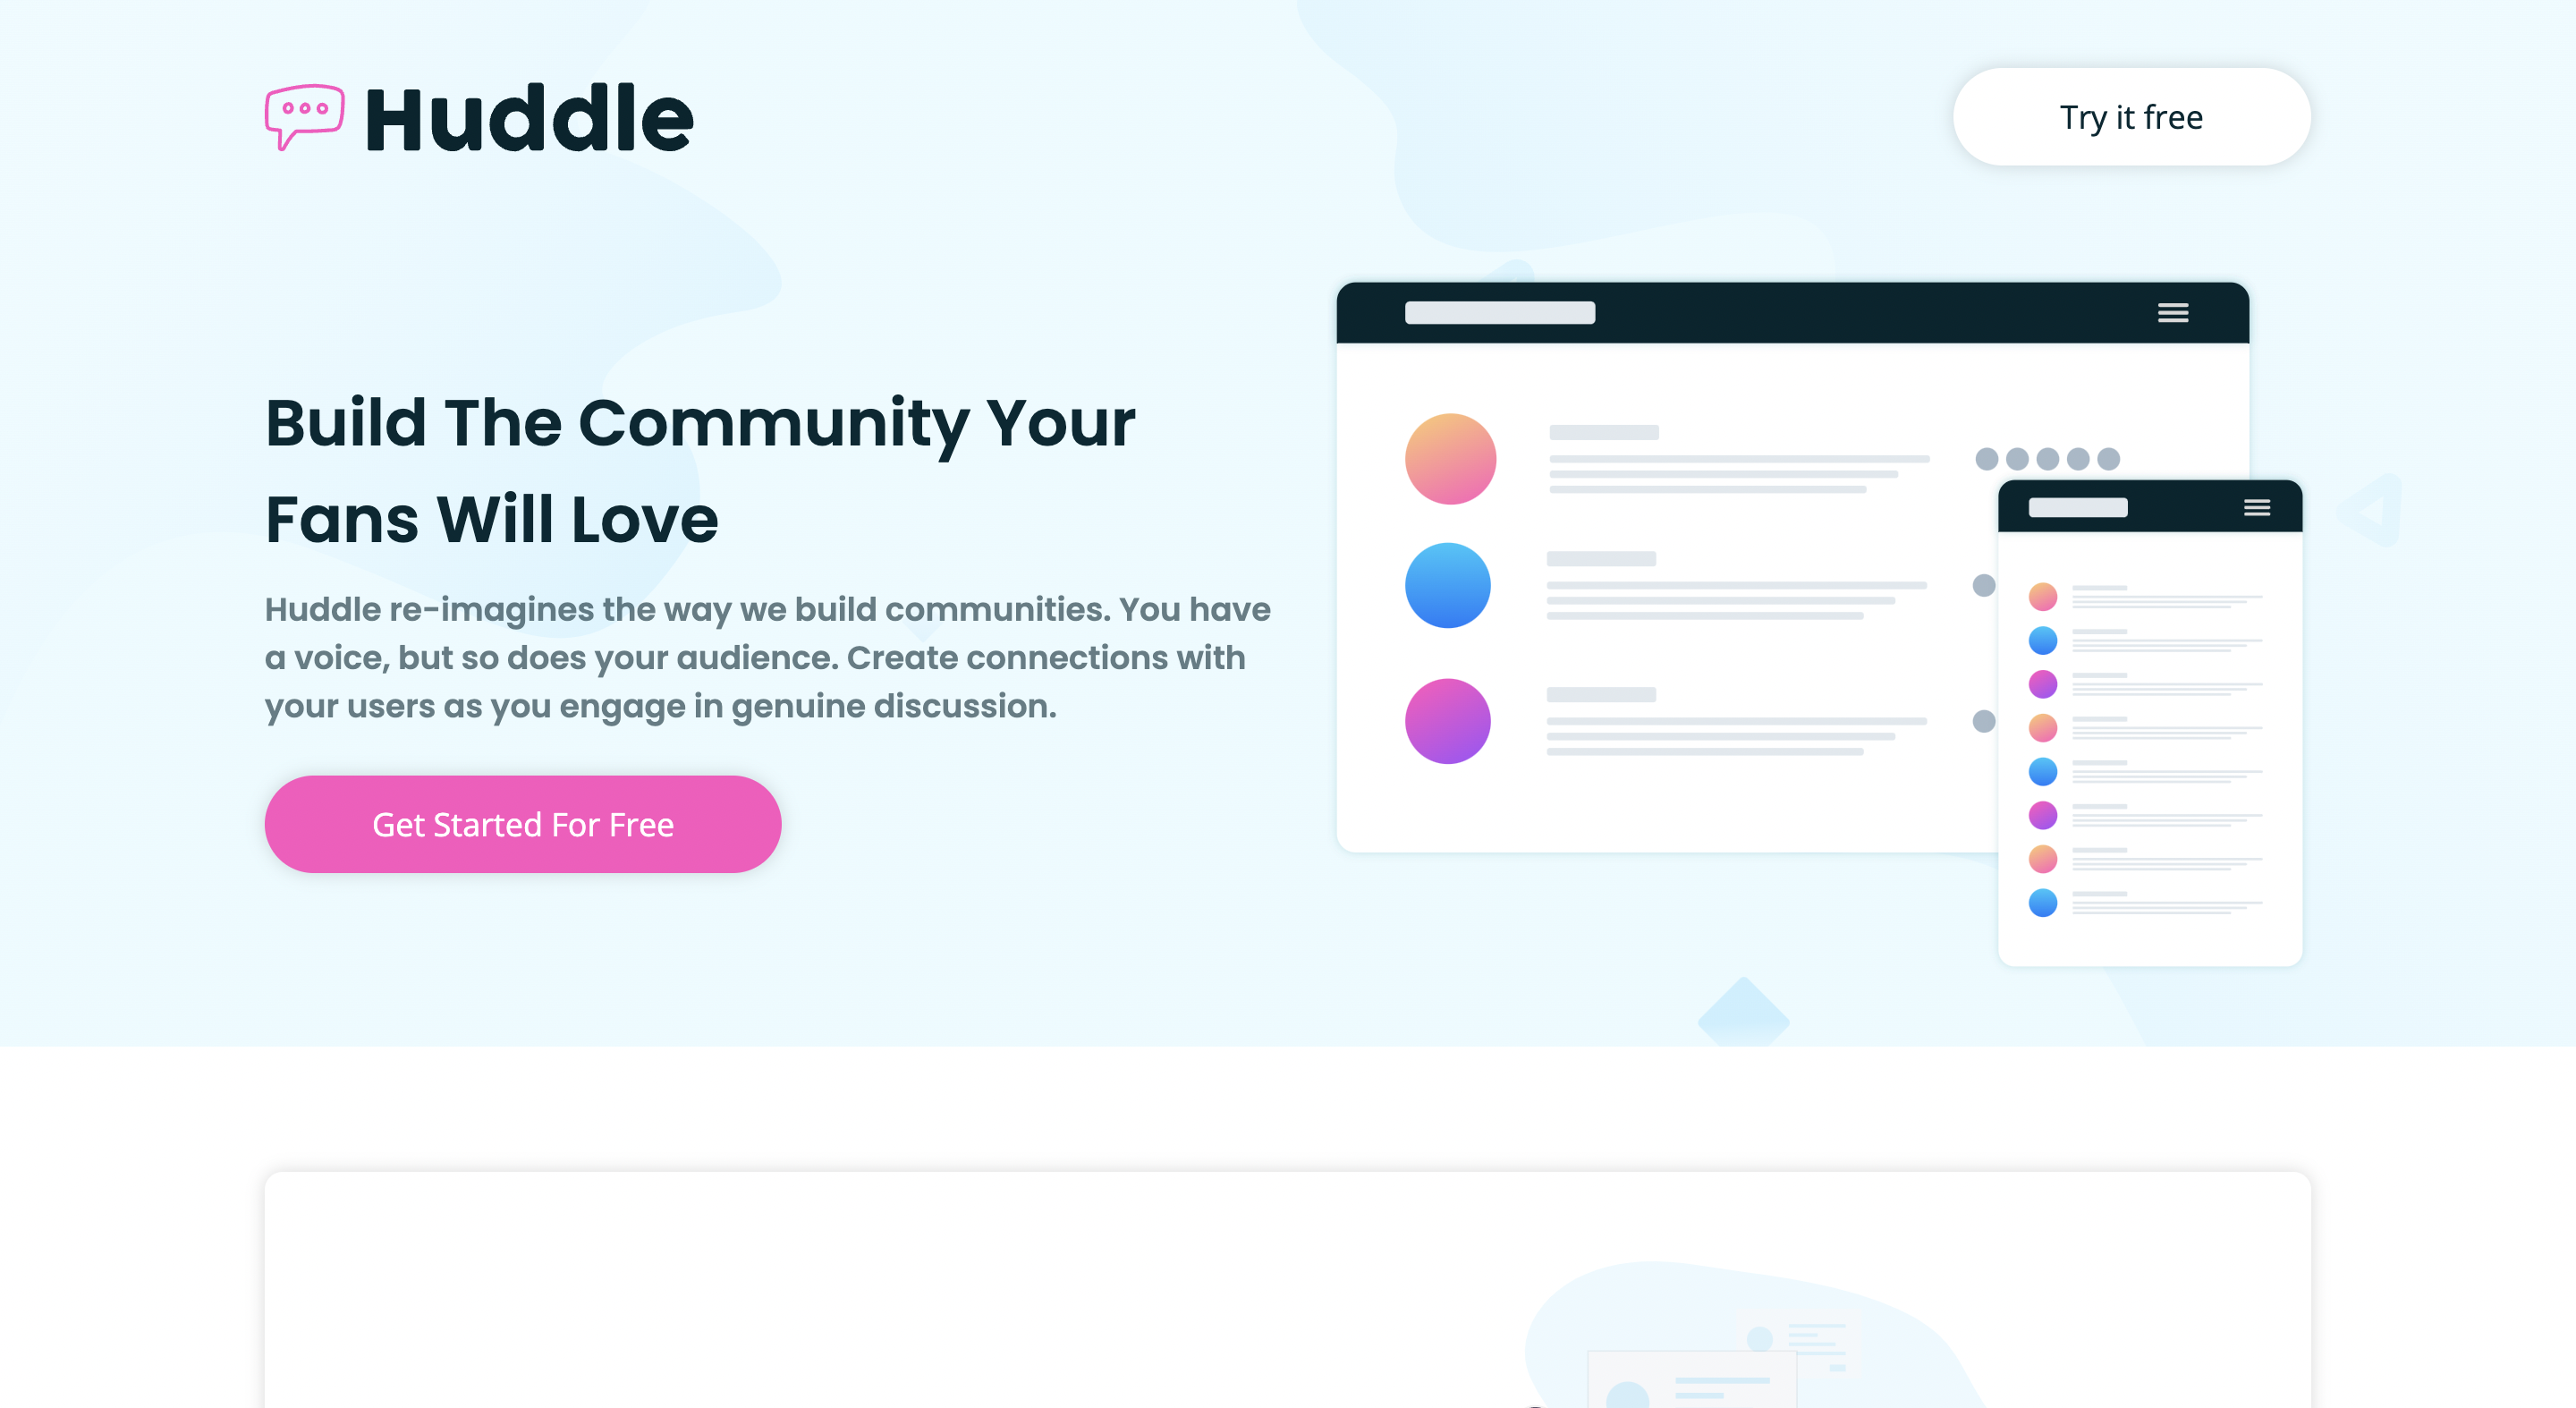 Huddle
Try it free
Build The Community Your
Fans Will Love
Huddle re-imagines the way we build communities. You have
a voice, but so does your audience. Create connections with
your users as you engage in genuine discussion.
Get Started For Free